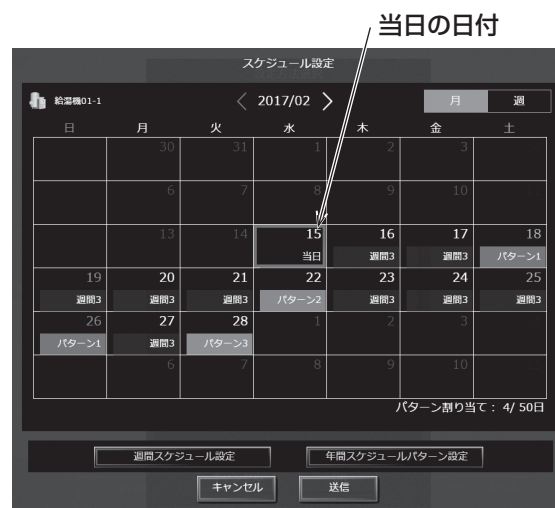 当日の日付
スケジュール設定
給湯機01-1
2017/02
月 週
日 月 火 水 木 金 土
30 31 1 2 3
6 7 8 9 10
13 14 15 16 17 18
当日 週間3 週間3 パターン1
19 20 21 22 23 24 25
週間3 週間3 週間3 パターン2 週間3 週間3 週間3
26 27 28 1 2 3
パターン1 週間3 パターン3
6 7 8 9 10
パターン割り当て： 4/ 50日
週間スケジュール設定 年間スケジュールパターン設定
キャンセル 送信